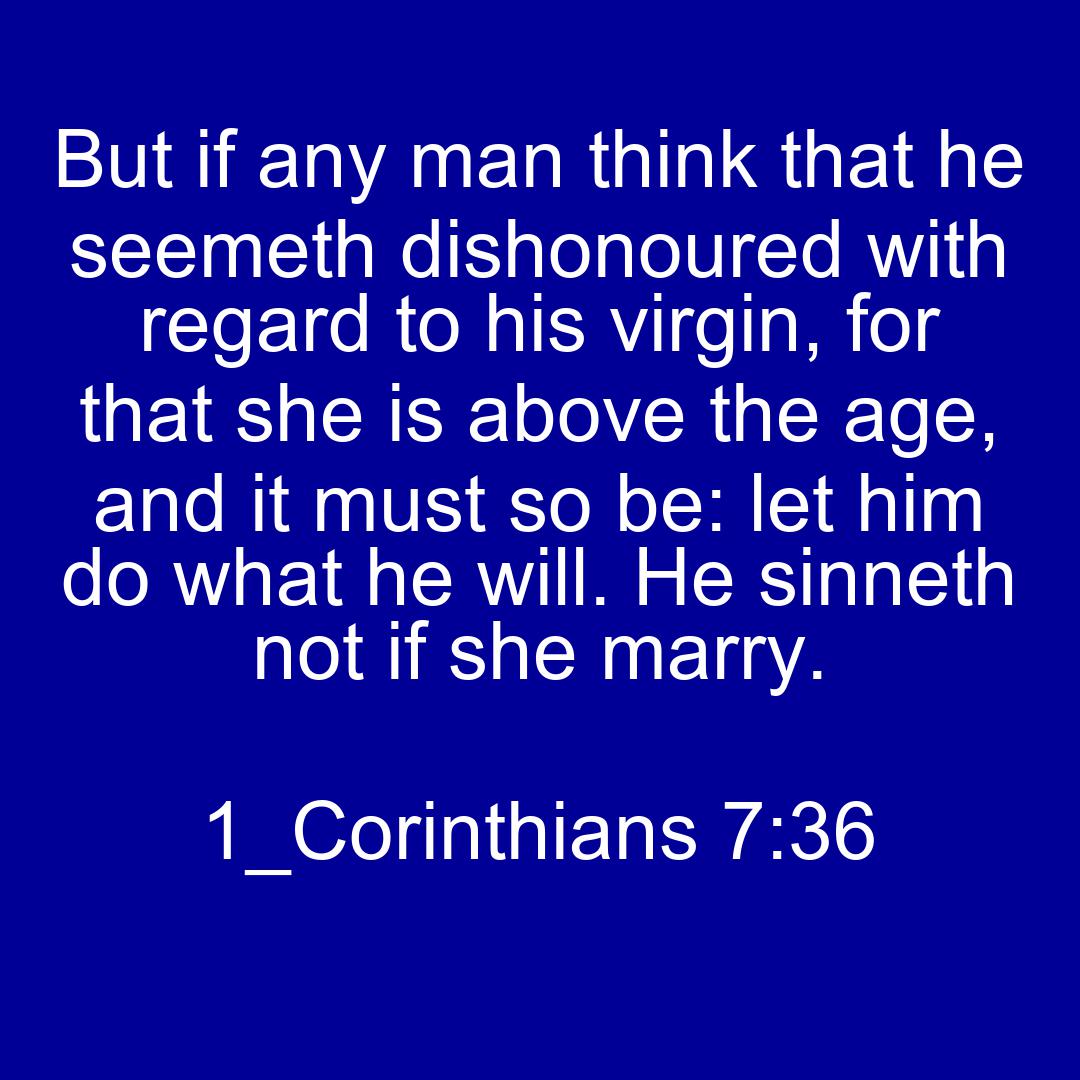 But if any man think that he
seemeth dishonoured with
regard to his virgin, for
that she is above the age,
and it must so be: let him
do what he will. He sinneth
not if she marry.
1_Corinthians 7:36